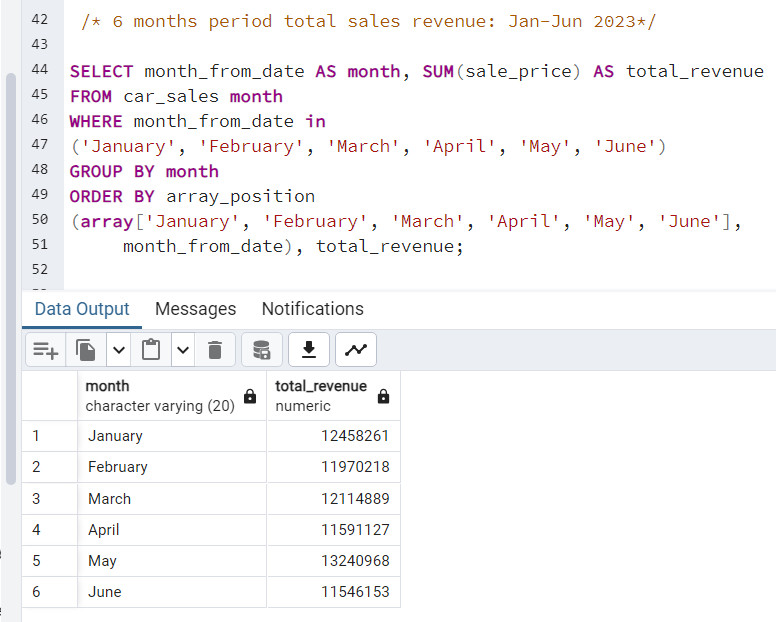 42 /* 6 months period total sales revenue: Jan-Jun 2023*/
43
44 SELECT month_from_date AS month, SUM(sale_price) AS total_revenue
45 FROM car_sales month
46 WHERE month_from_date in
47 ('January', 'February', 'March', 'April', 'May', 'June')
48 GROUP BY month
49 ORDER BY array_position
50 (array['January', 'February', 'March', 'April', 'May', 'June'],
51 month_from_date), total_revenue;
52
Data Output Messages Notifications
month total_revenue
character varying (20) numeric
1 January 12458261
2 February 11970218
3 March 12114889
4 April 11591127
5 May 13240968
6 June 11546153